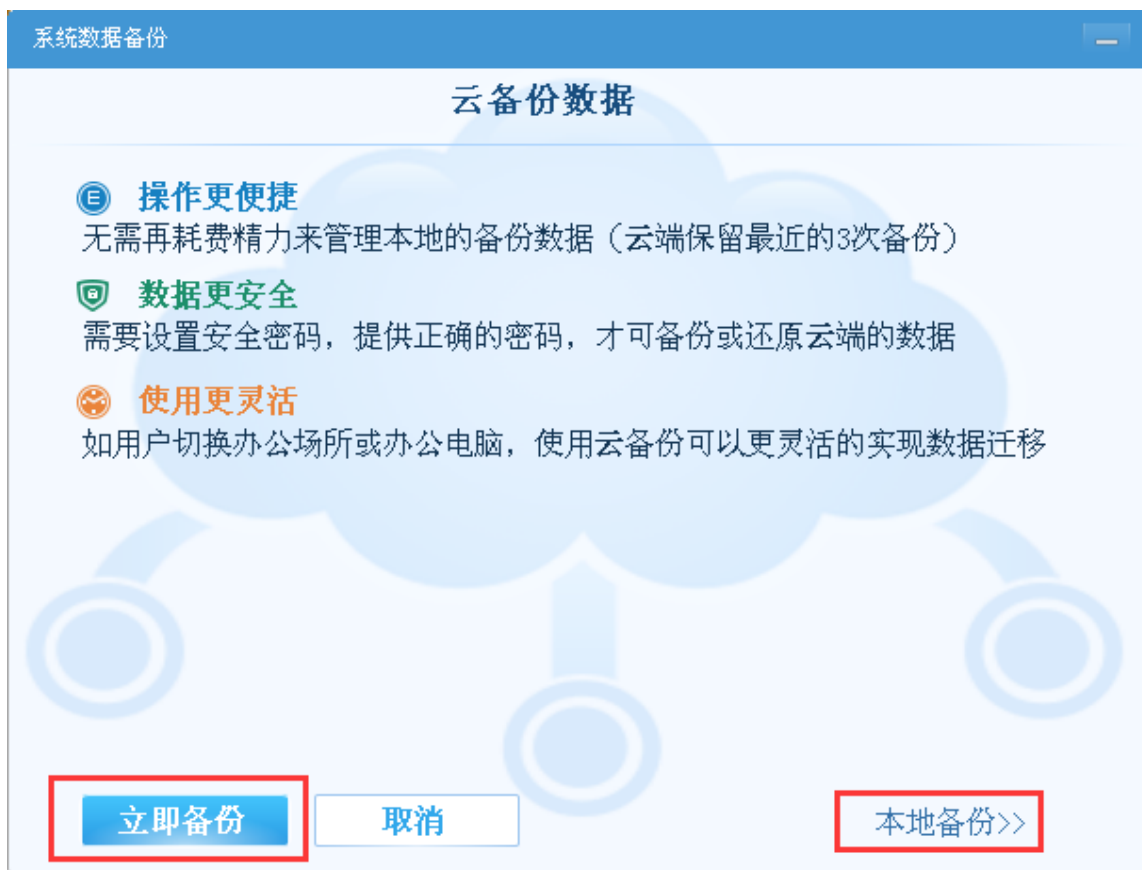 系统数据备份
云备份数据
操作更便捷
无需再耗费精力来管理本地的备份数据（云端保留最近的3次备份）
数据更安全
需要设置安全密码，提供正确的密码，才可备份或还原云端的数据
使用更灵活
如用户切换办公场所或办公电脑，使用云备份可以更灵活的实现数据迁移
立即备份 取消 本地备份>>